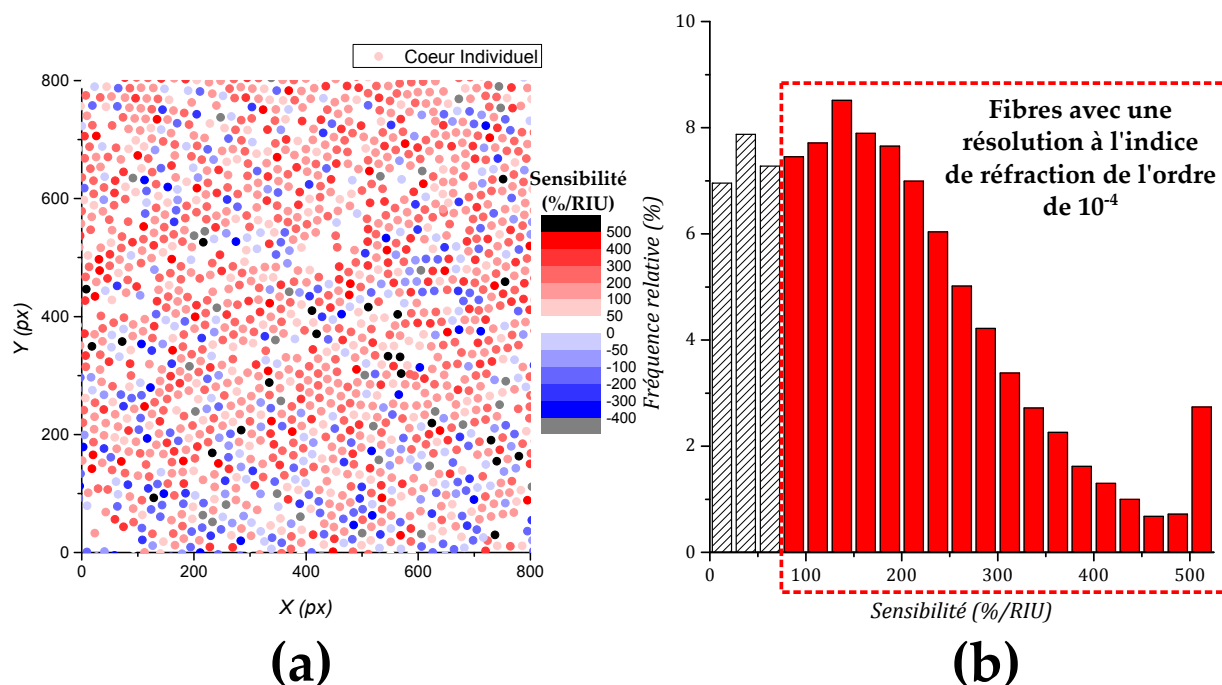 Coeur Individuel
800
600
400
200
0
Y (px)
0
200
400
600
800
X (px)
Sensibilité
(%/RIU)
500
400
300
200
100
50
0
-50
-100
-200
-300
-400
(a)
10
8
6
4
2
0
Fréquence relative (%)
Fibres avec une
résolution à l'indice
de réfraction de l'ordre
de 10⁻⁴
0
100
200
300
400
500
Sensibilité (%/RIU)
(b)